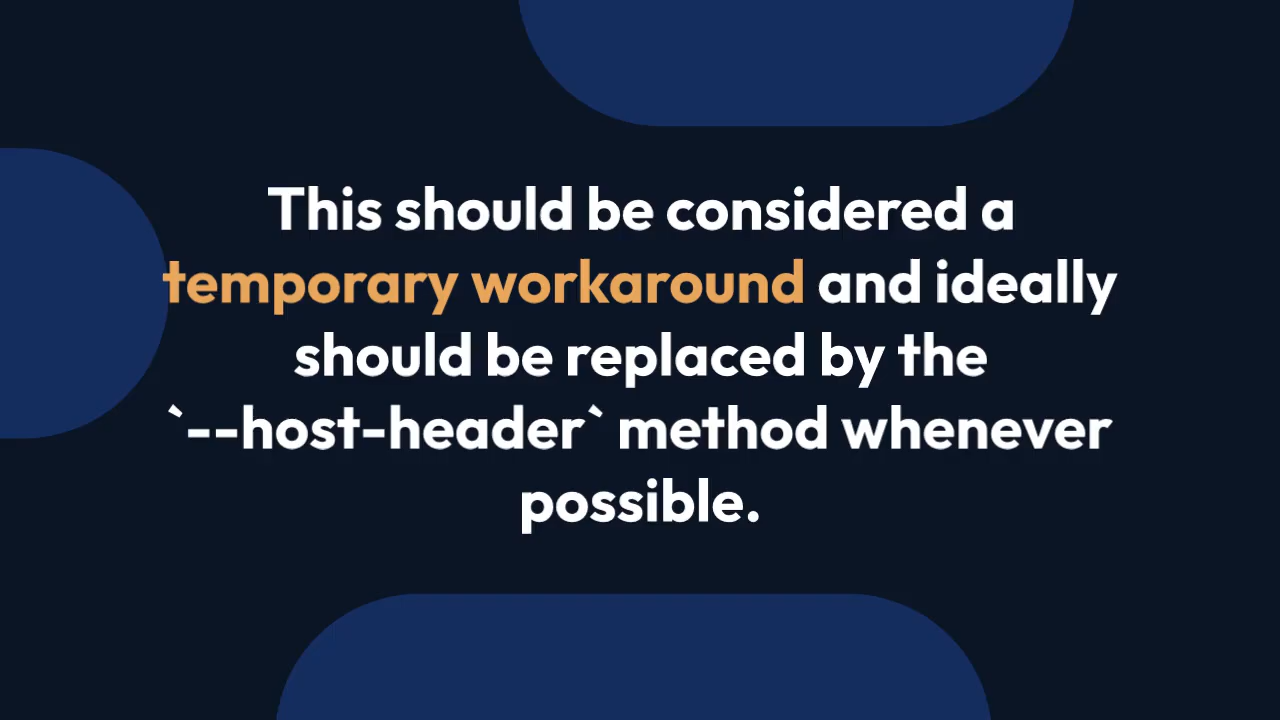 This should be considered a
temporary workaround and ideally
should be replaced by the
`--host-header` method whenever
possible.